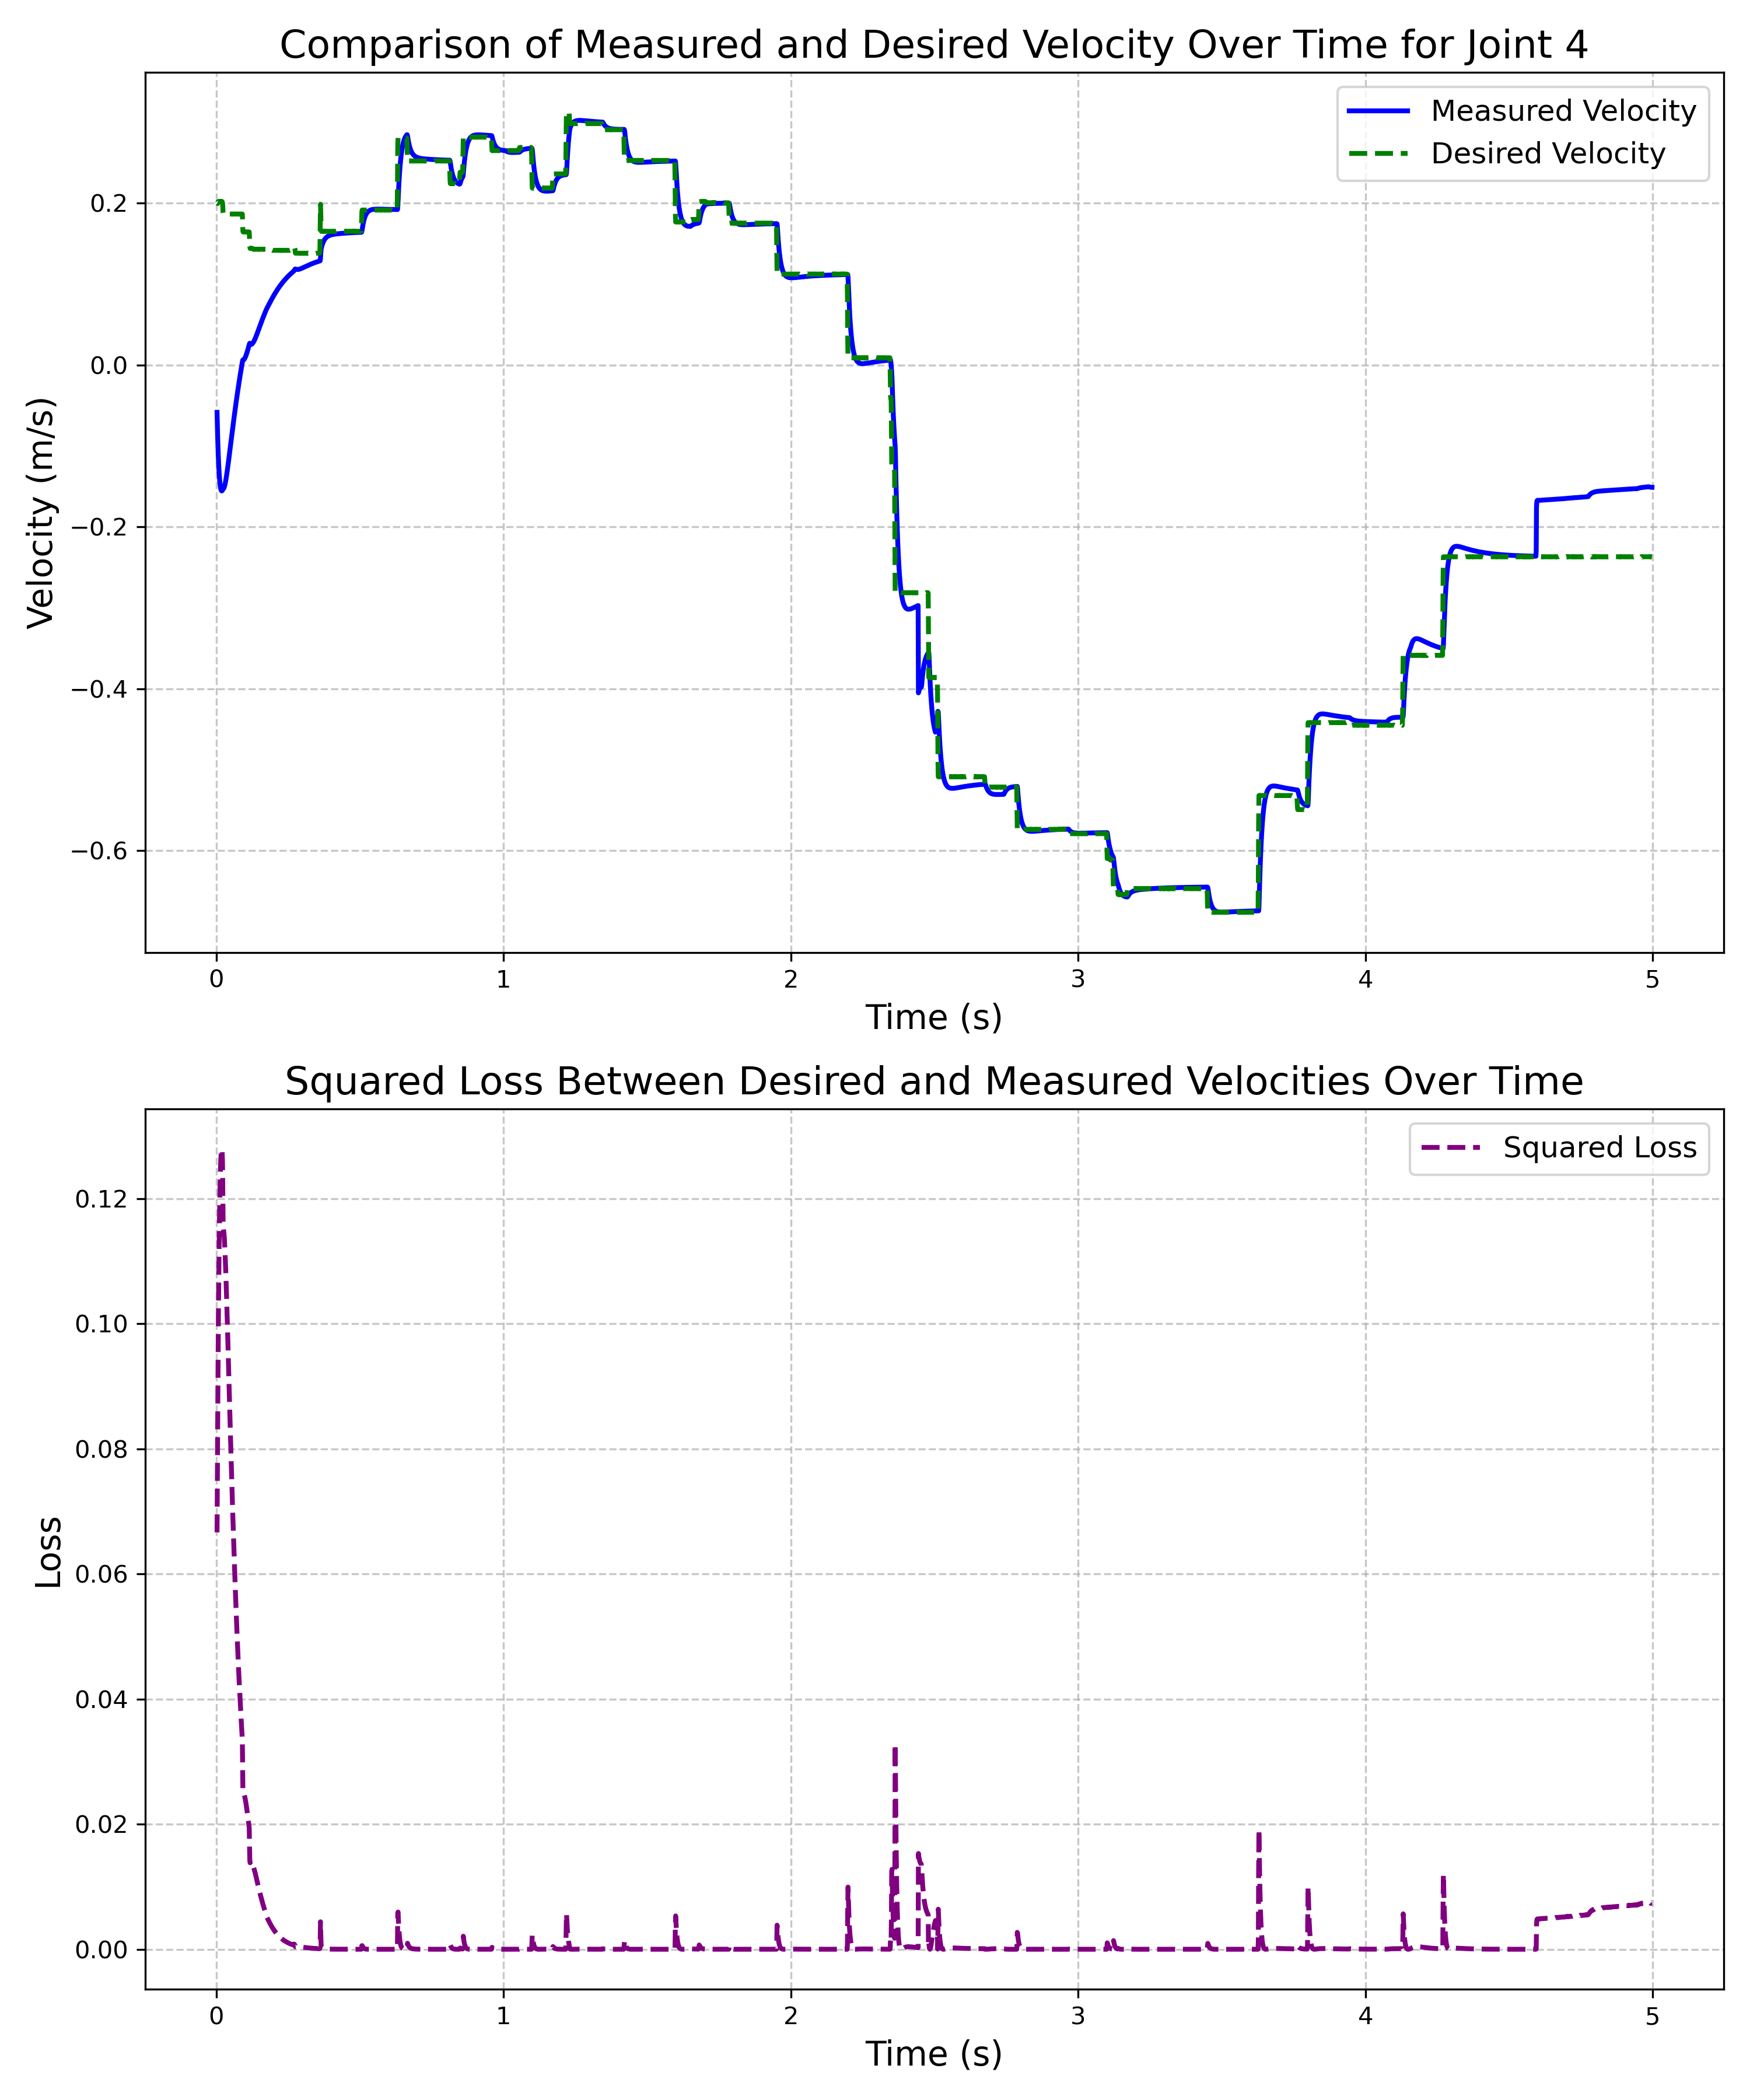 Comparison of Measured and Desired Velocity Over Time for Joint 4
Measured Velocity
Desired Velocity
Velocity (m/s)
0.2
0.0
−0.2
−0.4
−0.6
0 1 2 3 4 5
Time (s)
Squared Loss Between Desired and Measured Velocities Over Time
Squared Loss
Loss
0.12
0.10
0.08
0.06
0.04
0.02
0.00
0 1 2 3 4 5
Time (s)